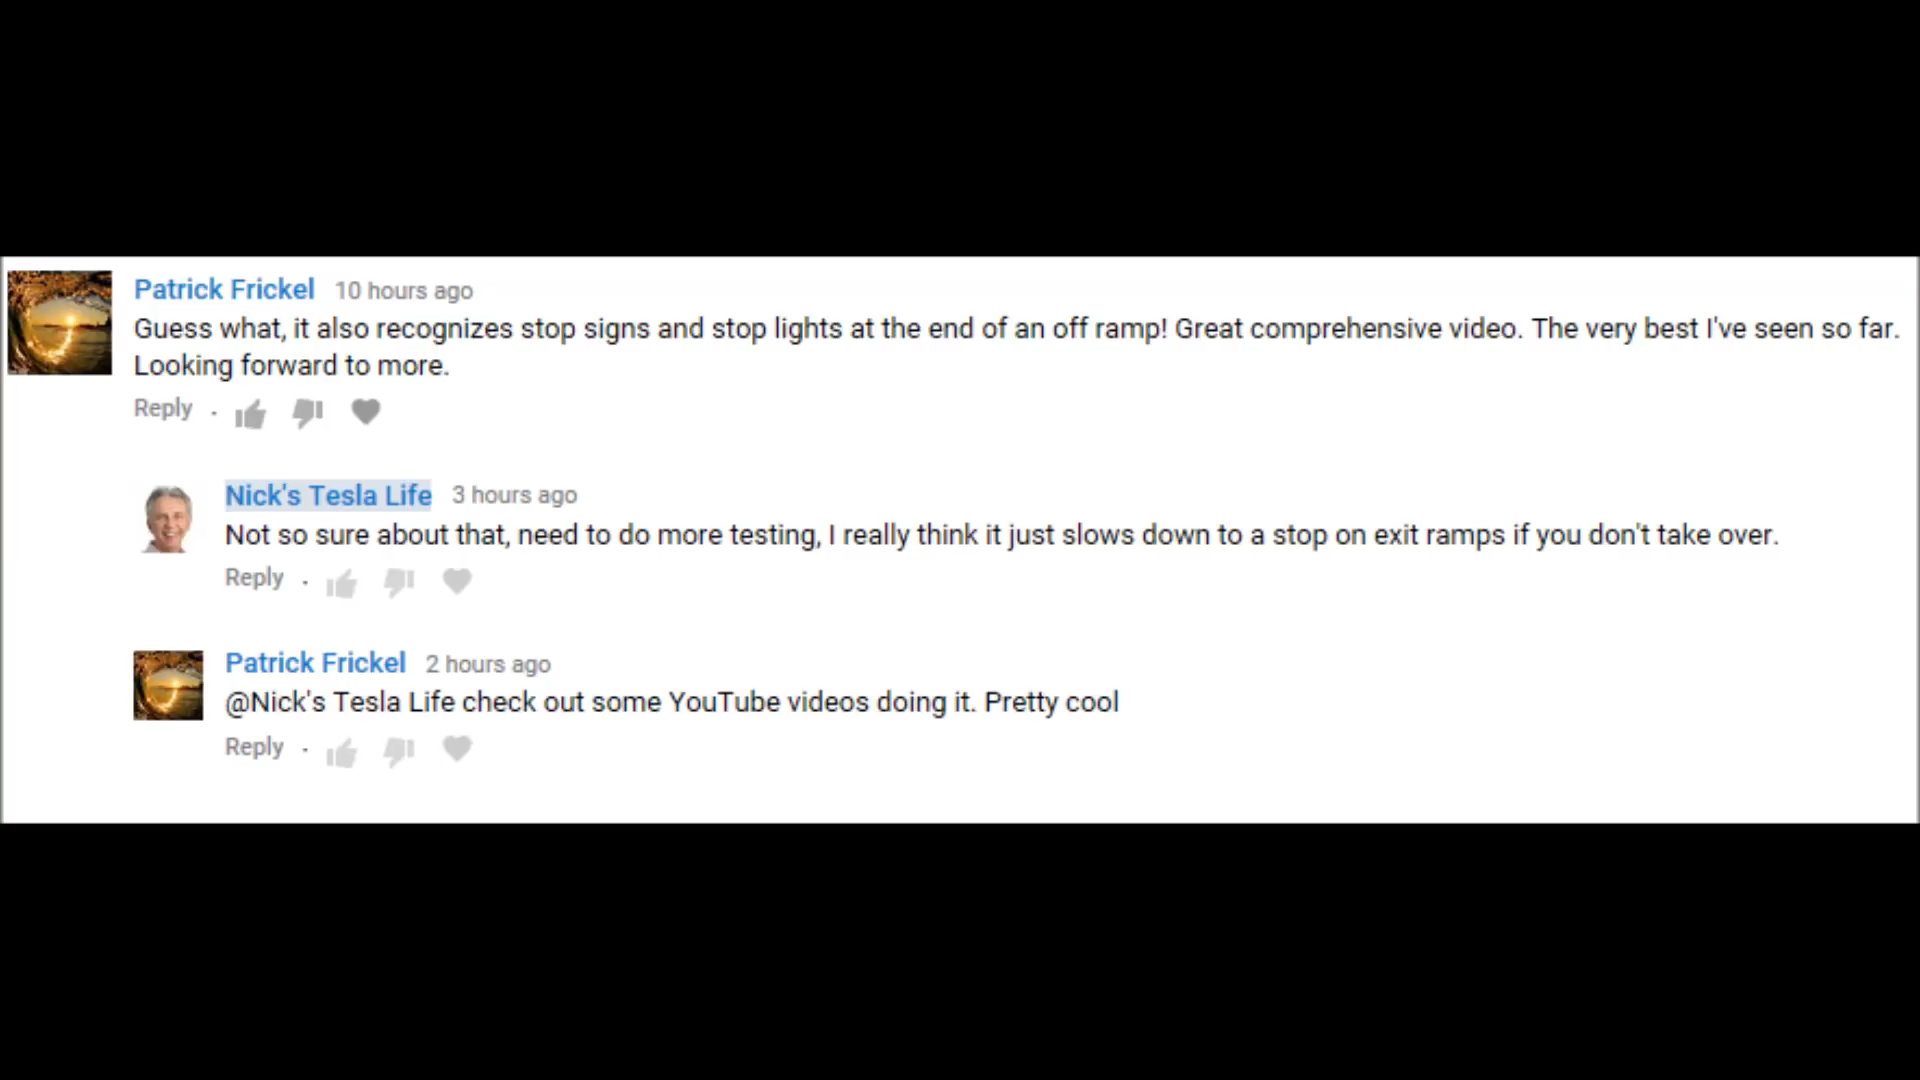 Patrick Frickel 10 hours ago
Guess what, it also recognizes stop signs and stop lights at the end of an off ramp! Great comprehensive video. The very best I've seen so far.
Looking forward to more.
Reply .
Nick's Tesla Life 3 hours ago
Not so sure about that, need to do more testing, I really think it just slows down to a stop on exit ramps if you don't take over.
Reply .
Patrick Frickel 2 hours ago
@Nick's Tesla Life check out some YouTube videos doing it. Pretty cool
Reply .